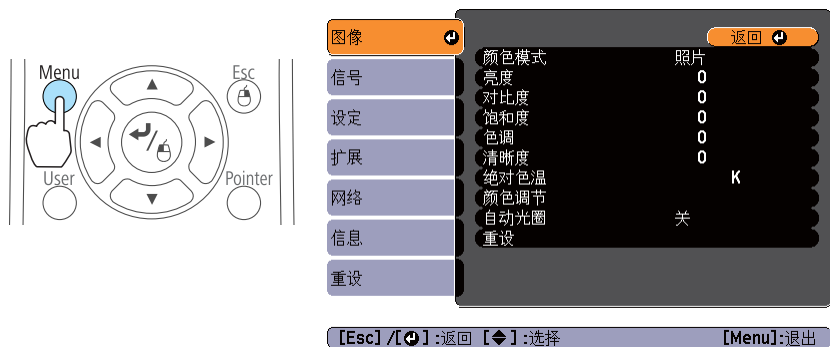 Menu
Esc
User
Pointer
图像
信号
设定
扩展
网络
信息
重设
返回
颜色模式 照片
亮度 0
对比度 0
饱和度 0
色调 0
清晰度 0
绝对色温 K
颜色调节
自动光圈 关
重设
[Esc] /[ ] :返回 [ ] :选择 [Menu]:退出